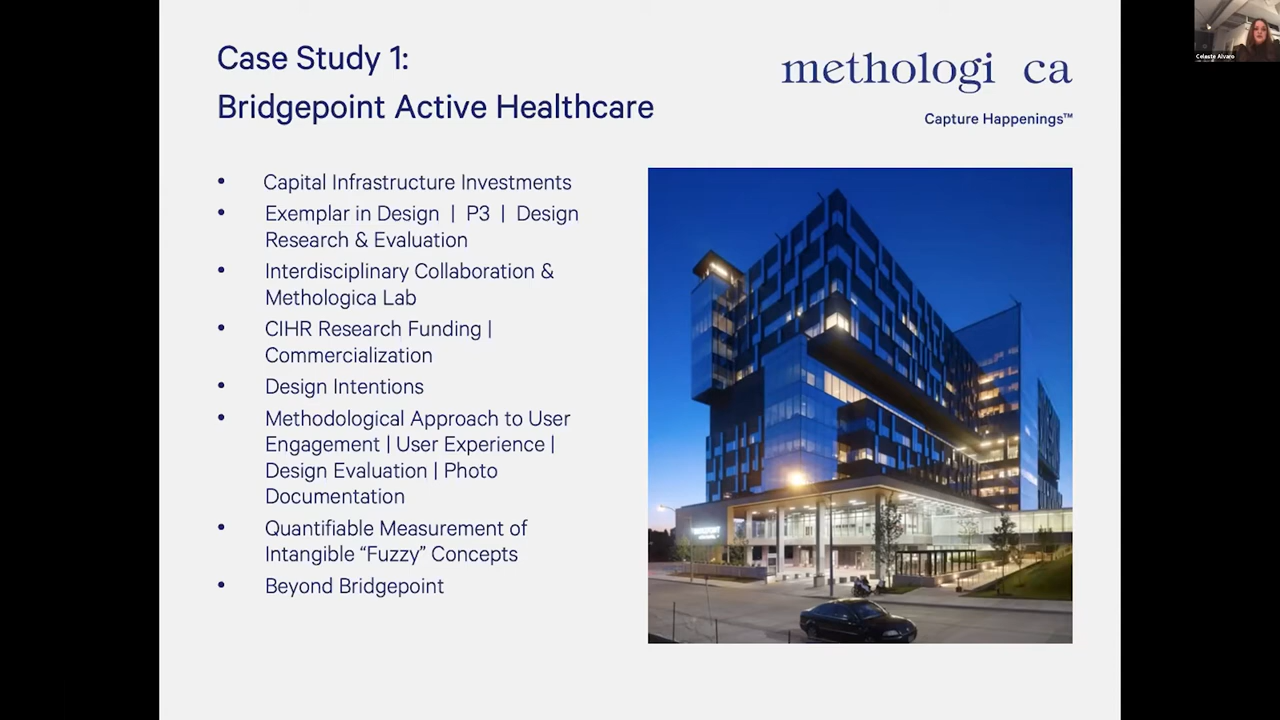 Case Study 1:
Bridgepoint Active Healthcare
methologi ca
Capture Happenings™
• Capital Infrastructure Investments
• Exemplar in Design | P3 | Design
Research & Evaluation
• Interdisciplinary Collaboration &
Methologica Lab
• CIHR Research Funding |
Commercialization
• Design Intentions
• Methodological Approach to User
Engagement | User Experience |
Design Evaluation | Photo
Documentation
• Quantifiable Measurement of
Intangible “Fuzzy” Concepts
• Beyond Bridgepoint
Celeste Alvaro